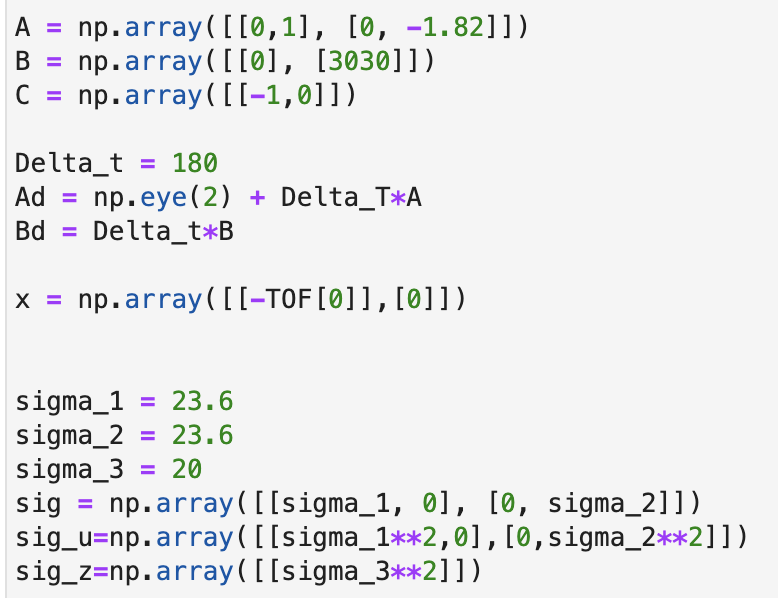 A = np.array([[0,1], [0, -1.82]])
B = np.array([[0], [3030]])
C = np.array([[-1,0]])
Delta_t = 180
Ad = np.eye(2) + Delta_T*A
Bd = Delta_t*B
x = np.array([[-TOF[0]],[0]])
sigma_1 = 23.6
sigma_2 = 23.6
sigma_3 = 20
sig = np.array([[sigma_1, 0], [0, sigma_2]])
sig_u=np.array([[sigma_1**2,0],[0,sigma_2**2]])
sig_z=np.array([[sigma_3**2]])